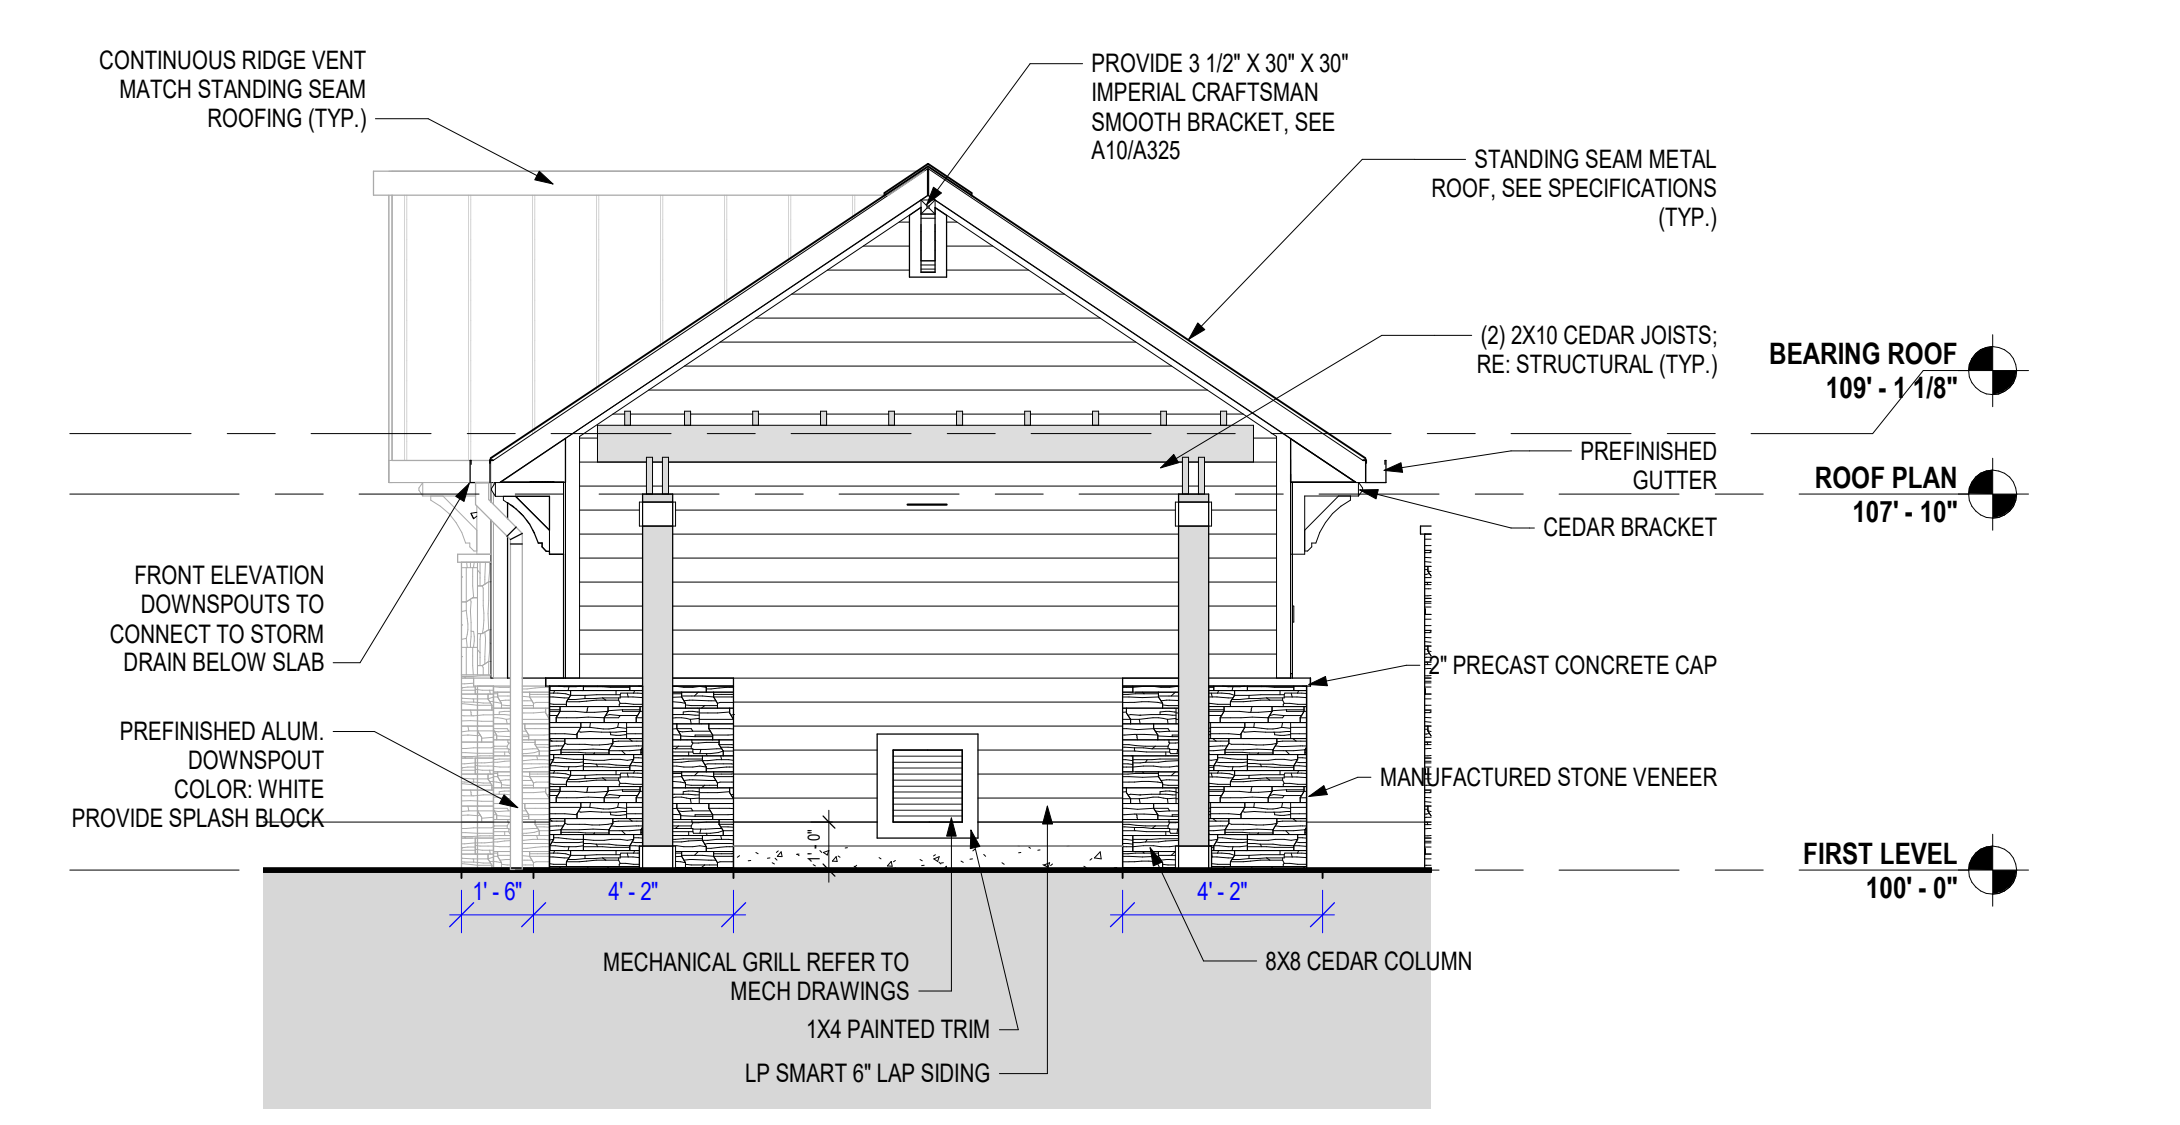 CONTINUOUS RIDGE VENT
MATCH STANDING SEAM
ROOFING (TYP.)
PROVIDE 3 1/2" X 30" X 30"
IMPERIAL CRAFTSMAN
SMOOTH BRACKET, SEE
A10/A325
STANDING SEAM METAL
ROOF, SEE SPECIFICATIONS
(TYP.)
(2) 2X10 CEDAR JOISTS;
RE: STRUCTURAL (TYP.)
BEARING ROOF
109' - 1 1/8"
PREFINISHED
GUTTER
ROOF PLAN
107' - 10"
CEDAR BRACKET
FRONT ELEVATION
DOWNSPOUTS TO
CONNECT TO STORM
DRAIN BELOW SLAB
2" PRECAST CONCRETE CAP
PREFINISHED ALUM.
DOWNSPOUT
COLOR: WHITE
PROVIDE SPLASH BLOCK
MANUFACTURED STONE VENEER
1' - 0"
FIRST LEVEL
100' - 0"
1' - 6"
4' - 2"
4' - 2"
MECHANICAL GRILL REFER TO
MECH DRAWINGS
8X8 CEDAR COLUMN
1X4 PAINTED TRIM
LP SMART 6" LAP SIDING